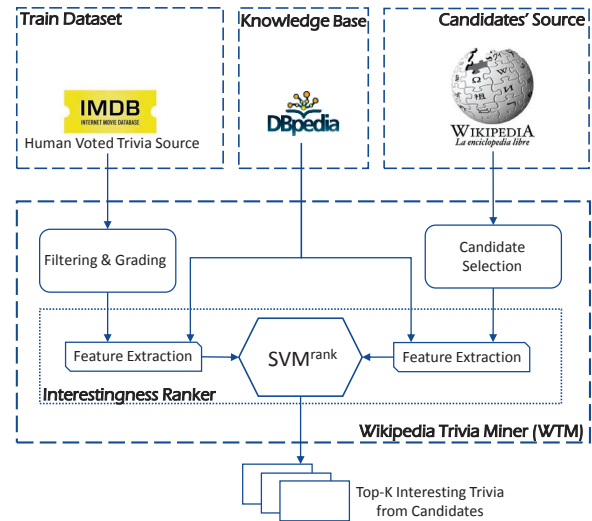 Train Dataset
Knowledge Base
Candidates' Source
IMDB
INTERNET MOVIE DATABASE
Human Voted Trivia Source
DBpedia
WIKIPEDIA
La enciclopedia libre
Filtering & Grading
Candidate
Selection
Feature Extraction
SVMrank
Feature Extraction
Interestingness Ranker
Wikipedia Trivia Miner (WTM)
Top-K Interesting Trivia
from Candidates